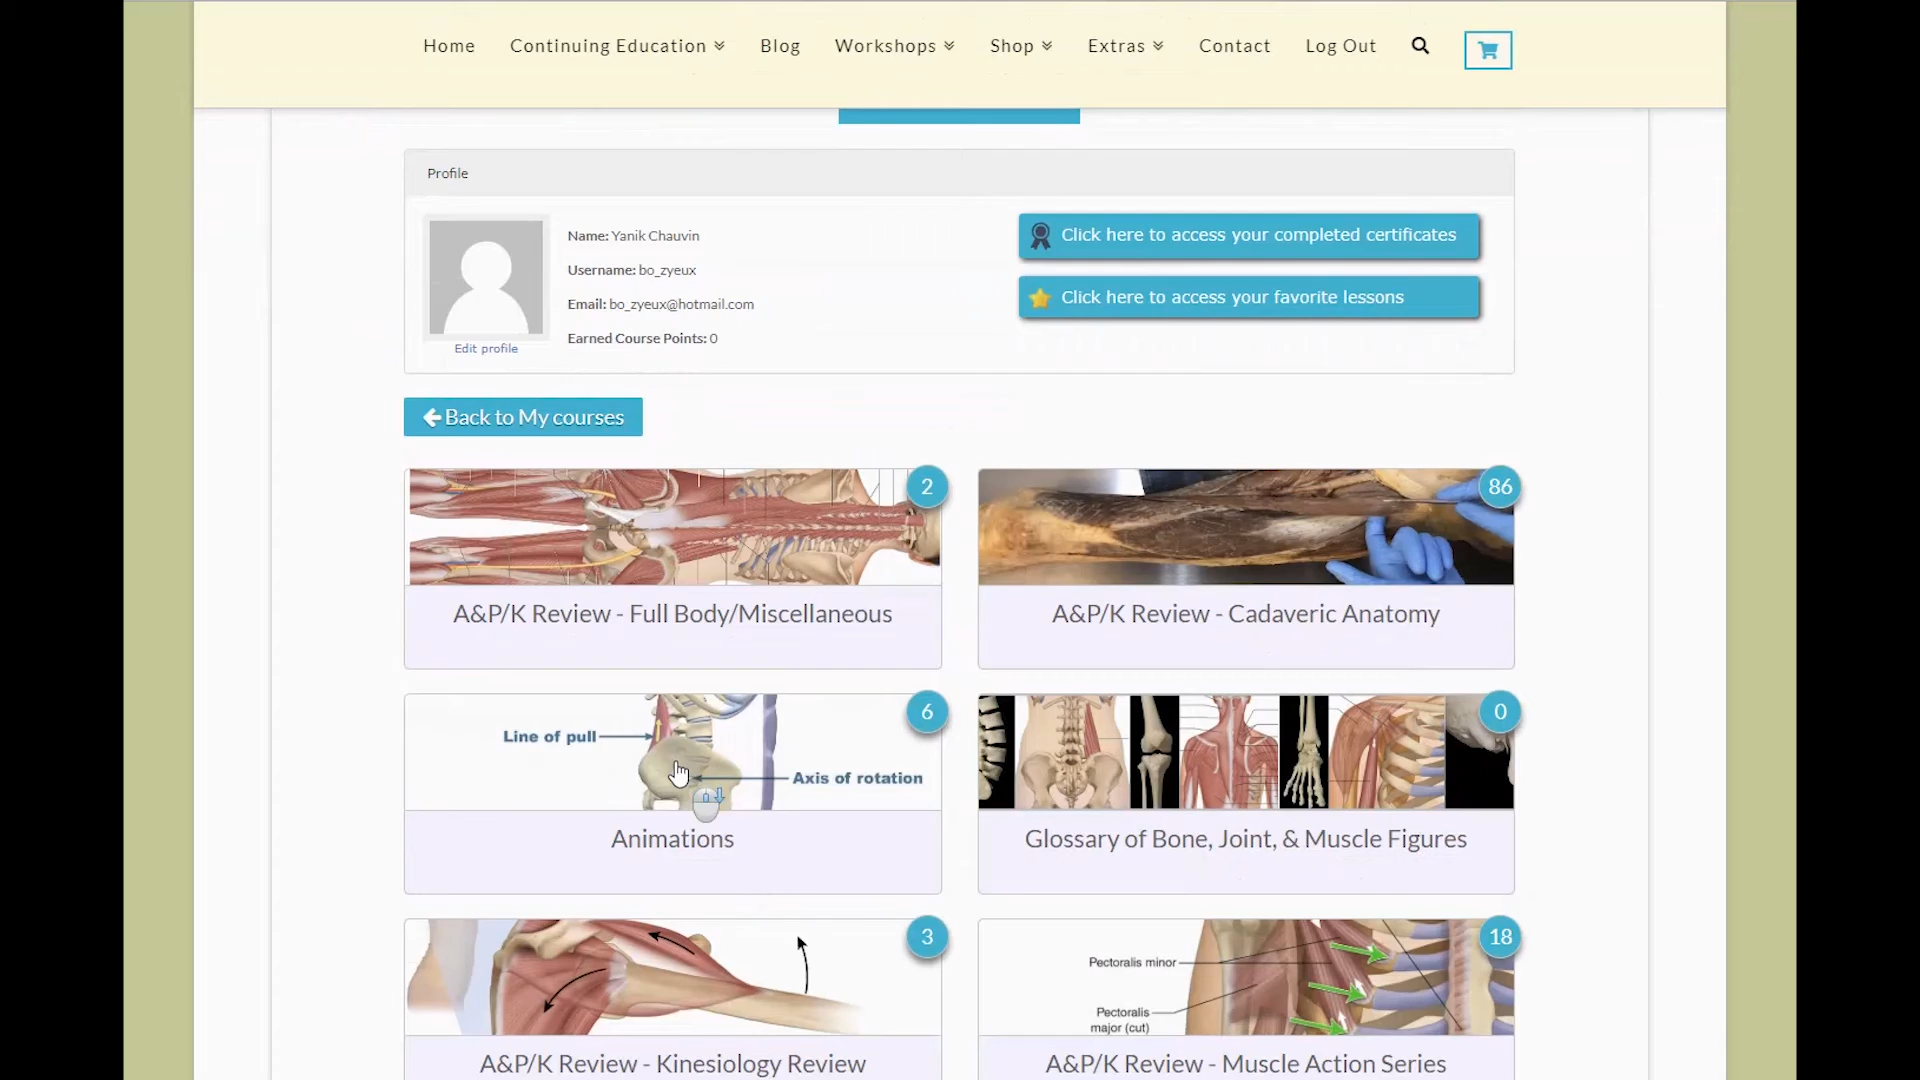 Home Continuing Education Blog Workshops Shop Extras Contact Log Out
Profile
Name: Yanik Chauvin
Username: bo_zyeux
Email: bo_zyeux@hotmail.com
Earned Course Points: 0
Edit profile
Click here to access your completed certificates
Click here to access your favorite lessons
Back to My courses
2
A&P/K Review - Full Body/Miscellaneous
86
A&P/K Review - Cadaveric Anatomy
6
Line of pull
Axis of rotation
Animations
0
Glossary of Bone, Joint, & Muscle Figures
3
A&P/K Review - Kinesiology Review
18
Pectoralis minor
Pectoralis
major (cut)
A&P/K Review - Muscle Action Series